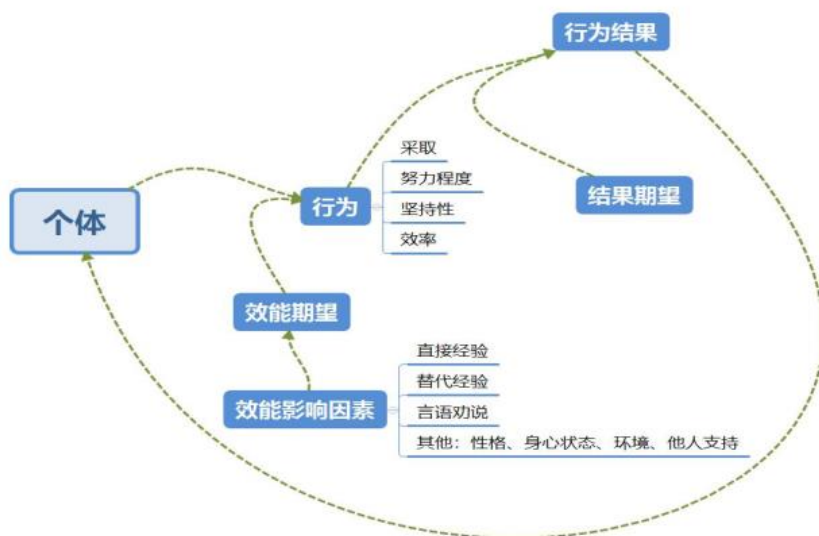 行为结果
采取
努力程度
行为
坚持性
效率
结果期望
个体
效能期望
直接经验
替代经验
效能影响因素
言语劝说
其他：性格、身心状态、环境、他人支持